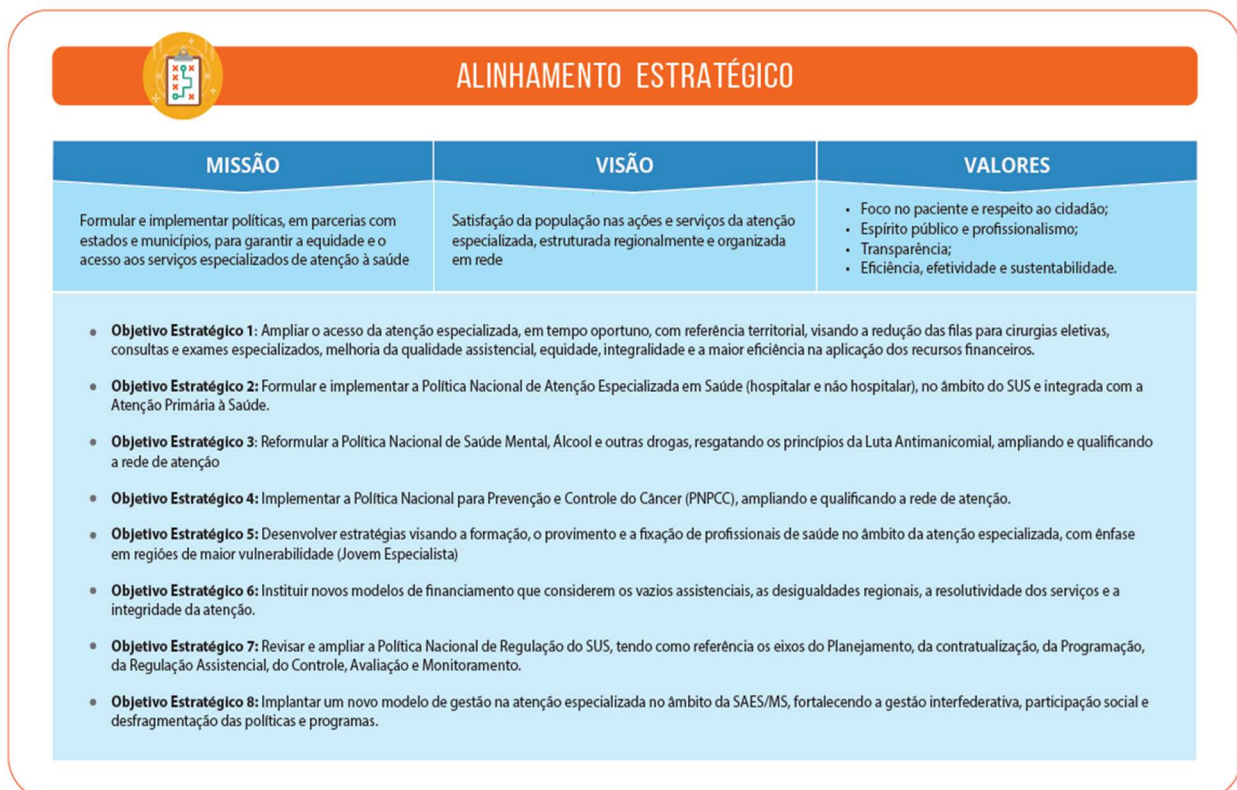 ALINHAMENTO ESTRATÉGICO
MISSÃO
Formular e implementar políticas, em parcerias com
estados e municípios, para garantir a equidade e o
acesso aos serviços especializados de atenção à saúde
VISÃO
Satisfação da população nas ações e serviços da atenção
especializada, estruturada regionalmente e organizada
em rede
VALORES
• Foco no paciente e respeito ao cidadão;
• Espírito público e profissionalismo;
• Transparência;
• Eficiência, efetividade e sustentabilidade.
• Objetivo Estratégico 1: Ampliar o acesso da atenção especializada, em tempo oportuno, com referência territorial, visando a redução das filas para cirurgias eletivas,
consultas e exames especializados, melhoria da qualidade assistencial, equidade, integralidade e a maior eficiência na aplicação dos recursos financeiros.
• Objetivo Estratégico 2: Formular e implementar a Política Nacional de Atenção Especializada em Saúde (hospitalar e não hospitalar), no âmbito do SUS e integrada com a
Atenção Primária à Saúde.
• Objetivo Estratégico 3: Reformular a Política Nacional de Saúde Mental, Álcool e outras drogas, resgatando os princípios da Luta Antimanicomial, ampliando e qualificando
a rede de atenção
• Objetivo Estratégico 4: Implementar a Política Nacional para Prevenção e Controle do Câncer (PNPCC), ampliando e qualificando a rede de atenção.
• Objetivo Estratégico 5: Desenvolver estratégias visando a formação, o provimento e a fixação de profissionais de saúde no âmbito da atenção especializada, com ênfase
em regiões de maior vulnerabilidade (Jovem Especialista)
• Objetivo Estratégico 6: Instituir novos modelos de financiamento que considerem os vazios assistenciais, as desigualdades regionais, a resolutividade dos serviços e a
integridade da atenção.
• Objetivo Estratégico 7: Revisar e ampliar a Política Nacional de Regulação do SUS, tendo como referência os eixos do Planejamento, da contratualização, da Programação,
da Regulação Assistencial, do Controle, Avaliação e Monitoramento.
• Objetivo Estratégico 8: Implantar um novo modelo de gestão na atenção especializada no âmbito da SAES/MS, fortalecendo a gestão interfederativa, participação social e
desfragmentação das políticas e programas.